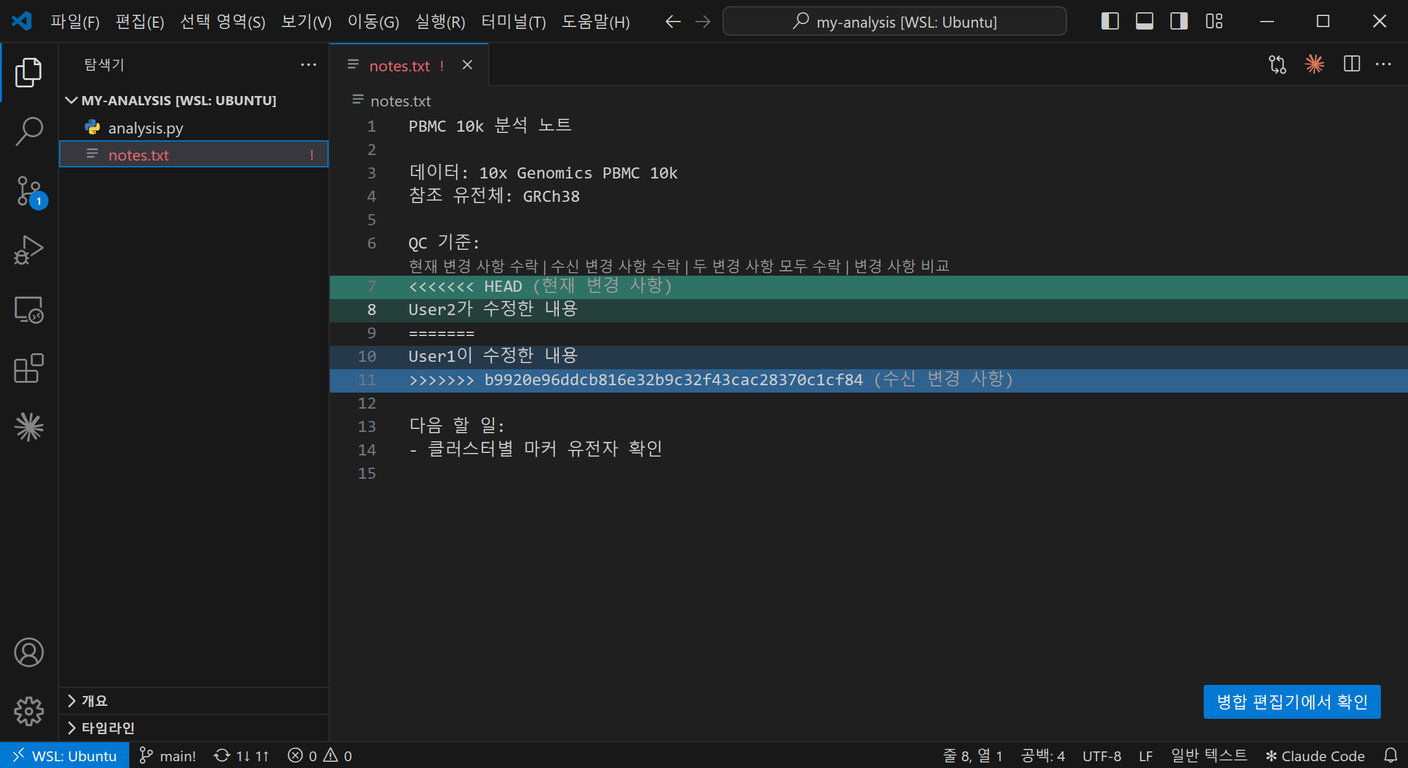 파일(F) 편집(E) 선택 영역(S) 보기(V) 이동(G) 실행(R) 터미널(T) 도움말(H)
my-analysis [WSL: Ubuntu]
탐색기
MY-ANALYSIS [WSL: UBUNTU]
analysis.py
notes.txt !
개요
타임라인
1
notes.txt !
notes.txt
1 PBMC 10k 분석 노트
2
3 데이터: 10x Genomics PBMC 10k
4 참조 유전체: GRCh38
5
6 QC 기준:
현재 변경 사항 수락 | 수신 변경 사항 수락 | 두 변경 사항 모두 수락 | 변경 사항 비교
7 <<<<<<< HEAD (현재 변경 사항)
8 User2가 수정한 내용
9 =======
10 User1이 수정한 내용
11 >>>>>>> b9920e96ddcb816e32b9c32f43cac28370c1cf84 (수신 변경 사항)
12
13 다음 할 일:
14 - 클러스터별 마커 유전자 확인
15
병합 편집기에서 확인
WSL: Ubuntu main! 1↓ 1↑ 0 0 줄 8, 열 1 공백: 4 UTF-8 LF 일반 텍스트 Claude Code